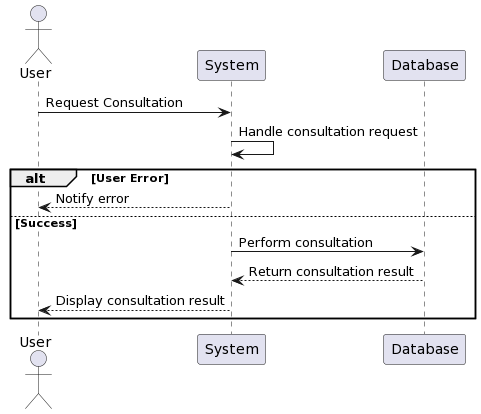 User
System
Database
Request Consultation
Handle consultation request
alt [User Error]
Notify error
[Success]
Perform consultation
Return consultation result
Display consultation result
User
System
Database